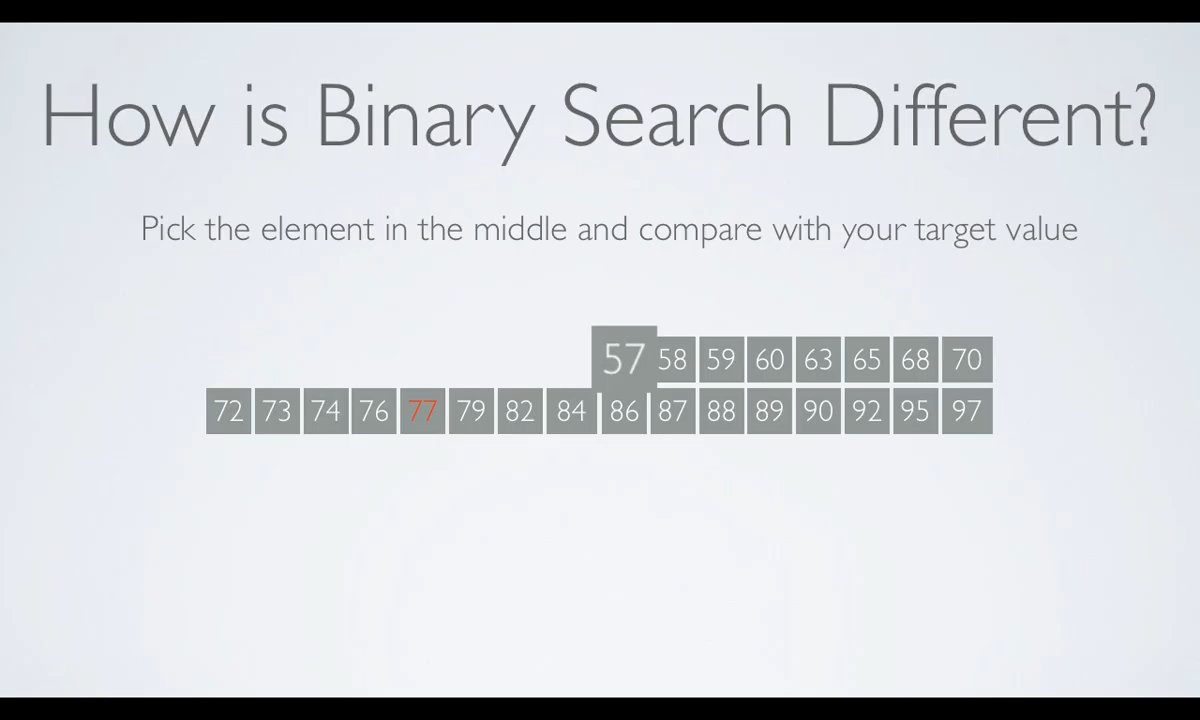 How is Binary Search Different?
Pick the element in the middle and compare with your target value
57 58 59 60 63 65 68 70
72 73 74 76 77 79 82 84 86 87 88 89 90 92 95 97